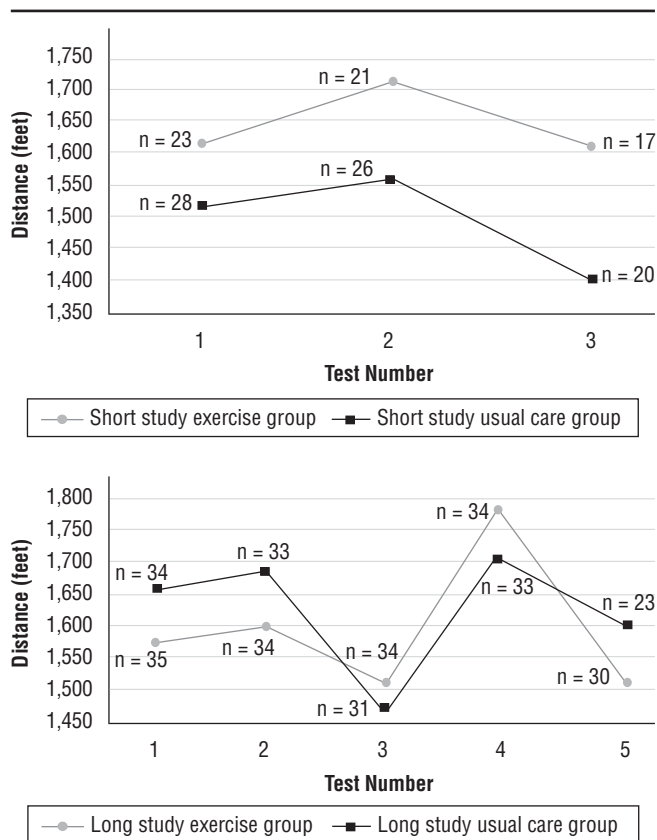 1,750
1,700
1,650
1,600
1,550
1,500
1,450
1,400
1,350
Distance (feet)
n = 23
n = 21
n = 17
n = 28
n = 26
n = 20
1 2 3
Test Number
Short study exercise group Short study usual care group
1,800
1,750
1,700
1,650
1,600
1,550
1,500
1,450
Distance (feet)
n = 34
n = 33
n = 35
n = 34
n = 34
n = 31
n = 34
n = 33
n = 23
n = 30
1 2 3 4 5
Test Number
Long study exercise group Long study usual care group